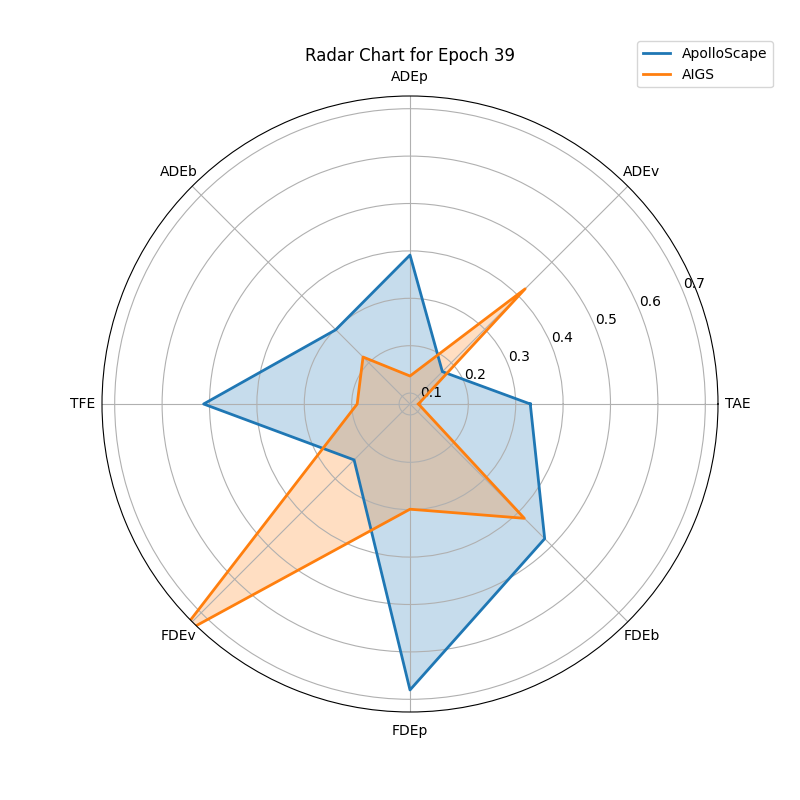 Radar Chart for Epoch 39
ApolloScape
AIGS
ADEp
ADEb
ADEv
0.7
0.6
0.5
0.4
0.3
0.2
0.1
TFE
TAE
FDEv
FDEb
FDEp